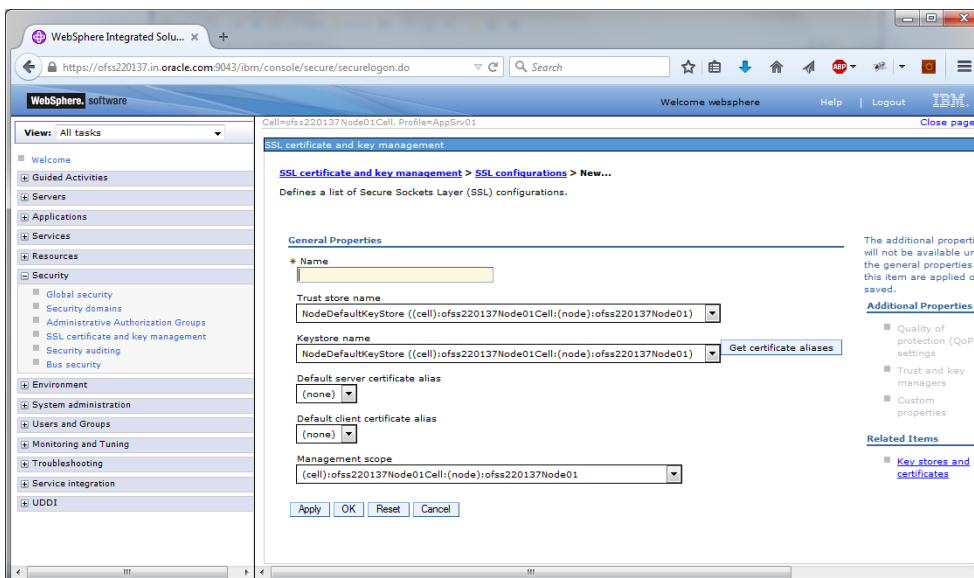 WebSphere Integrated Solu... × +
https://ofss220137.in.oracle.com:9043/ibm/console/secure/securelogon.do Search ABP
WebSphere. software Welcome websphere Help | Logout IBM.
View: All tasks
Cell=ofss220137Node01Cell, Profile=AppSrv01 Close page
Welcome
Guided Activities
Servers
Applications
Services
Resources
Security
Global security
Security domains
Administrative Authorization Groups
SSL certificate and key management
Security auditing
Bus security
Environment
System administration
Users and Groups
Monitoring and Tuning
Troubleshooting
Service integration
UDDI
SSL certificate and key management
SSL certificate and key management > SSL configurations > New...
Defines a list of Secure Sockets Layer (SSL) configurations.
General Properties
* Name
Trust store name
NodeDefaultKeyStore ((cell):ofss220137Node01Cell:(node):ofss220137Node01)
Keystore name
NodeDefaultKeyStore ((cell):ofss220137Node01Cell:(node):ofss220137Node01) Get certificate aliases
Default server certificate alias
(none)
Default client certificate alias
(none)
Management scope
(cell):ofss220137Node01Cell:(node):ofss220137Node01
Apply OK Reset Cancel
The additional properti
will not be available un
the general properties
this item are applied o
saved.
Additional Properties
Quality of
protection (QoP
settings
Trust and key
managers
Custom
properties
Related Items
Key stores and
certificates